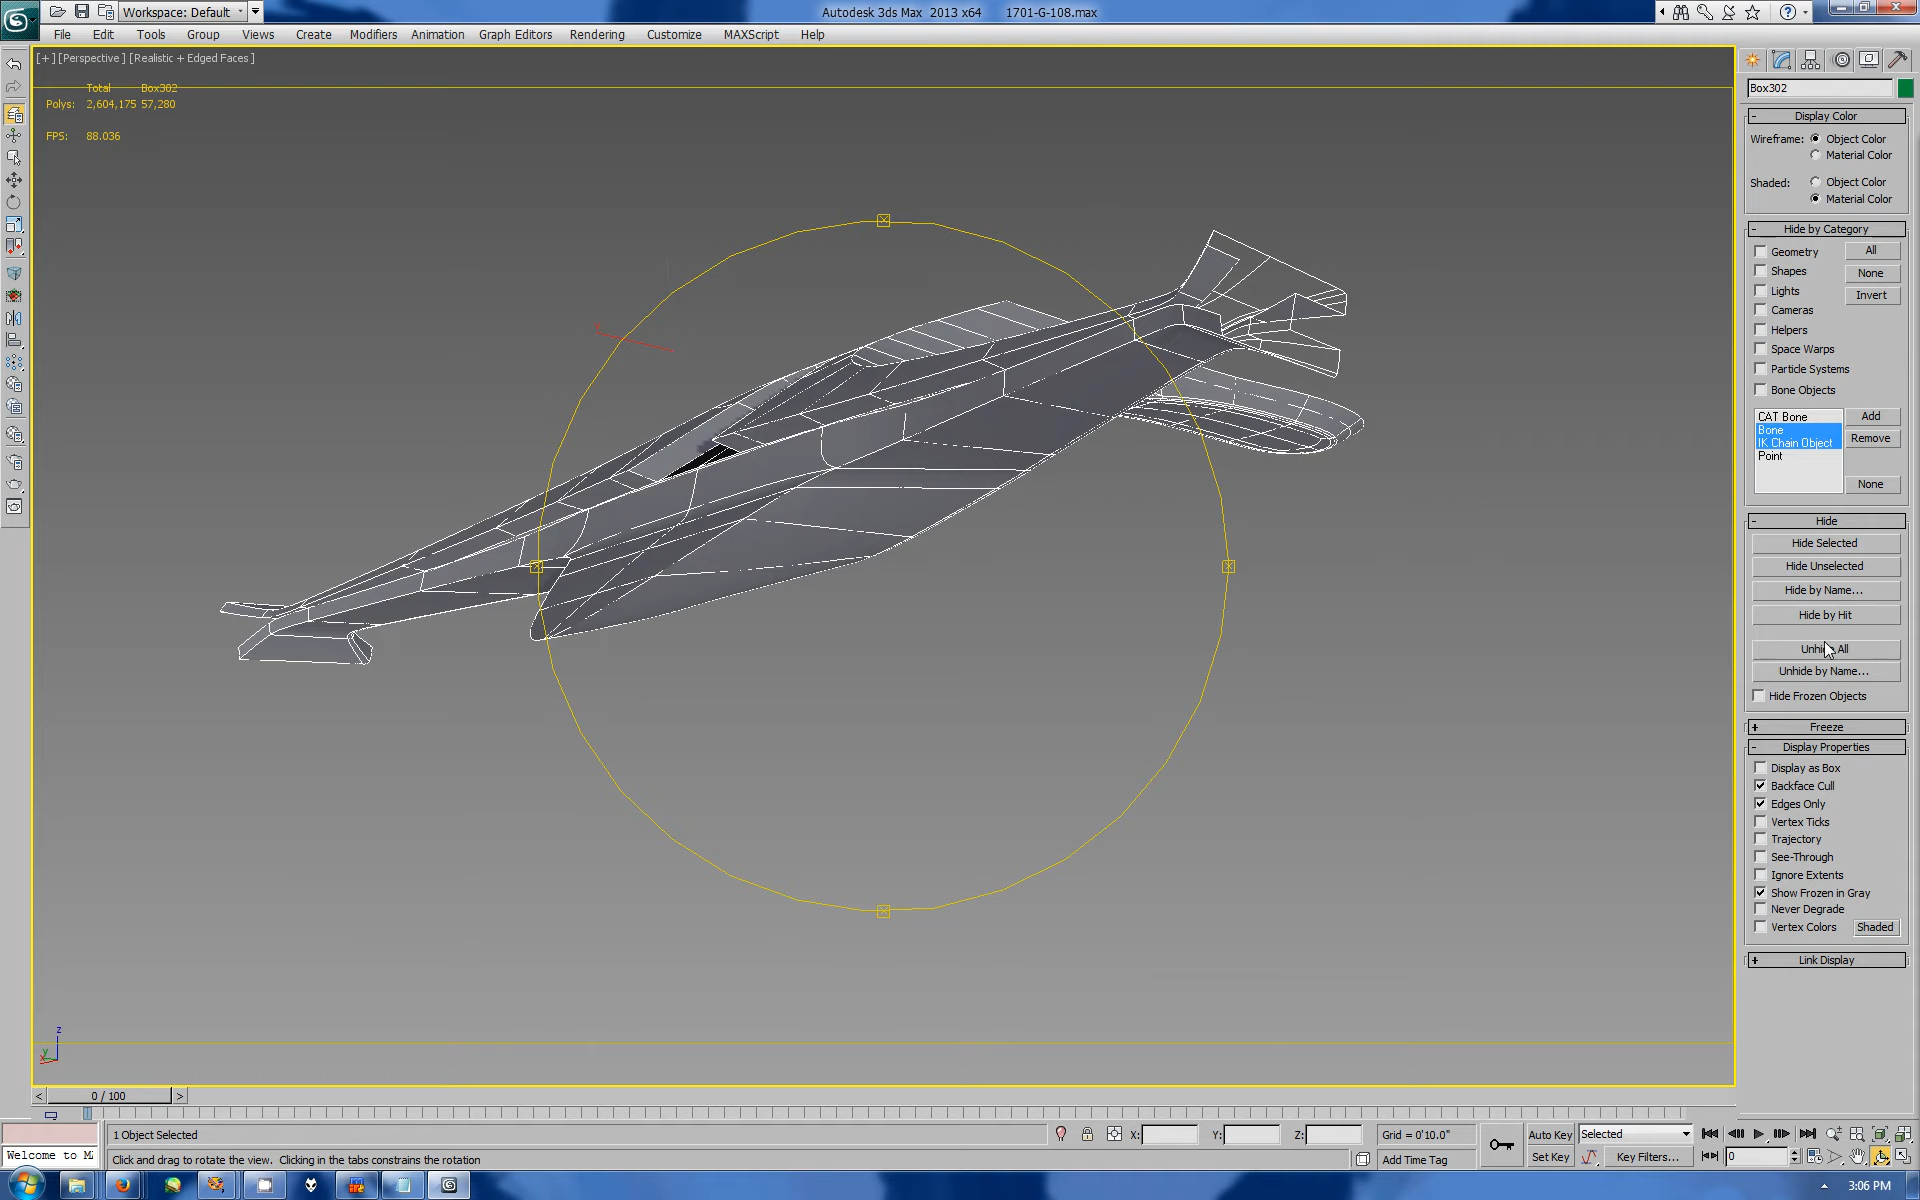 Workspace: Default
Autodesk 3ds Max 2013 x64 1701-G-108.max
File Edit Tools Group Views Create Modifiers Animation Graph Editors Rendering Customize MAXScript Help
[+][Perspective][Realistic + Edged Faces]
Total Box302
Polys: 2,604,175 57,280
FPS: 88.036
Box302
- Display Color
Wireframe: Object Color
Material Color
Shaded: Object Color
Material Color
- Hide by Category
Geometry All
Shapes None
Lights Invert
Cameras
Helpers
Space Warps
Particle Systems
Bone Objects
CAT Bone Add
Bone
IK Chain Object Remove
Point
None
- Hide
Hide Selected
Hide Unselected
Hide by Name...
Hide by Hit
Unhide All
Unhide by Name...
Hide Frozen Objects
+ Freeze
- Display Properties
Display as Box
Backface Cull
Edges Only
Vertex Ticks
Trajectory
See-Through
Ignore Extents
Show Frozen in Gray
Never Degrade
Vertex Colors Shaded
+ Link Display
z
y
x
< 0 / 100 >
1 Object Selected X: Y: Z: Grid = 0'10.0" Auto Key Selected
Welcome to M
Click and drag to rotate the view. Clicking in the tabs constrains the rotation Add Time Tag Set Key Key Filters... 0
3:06 PM